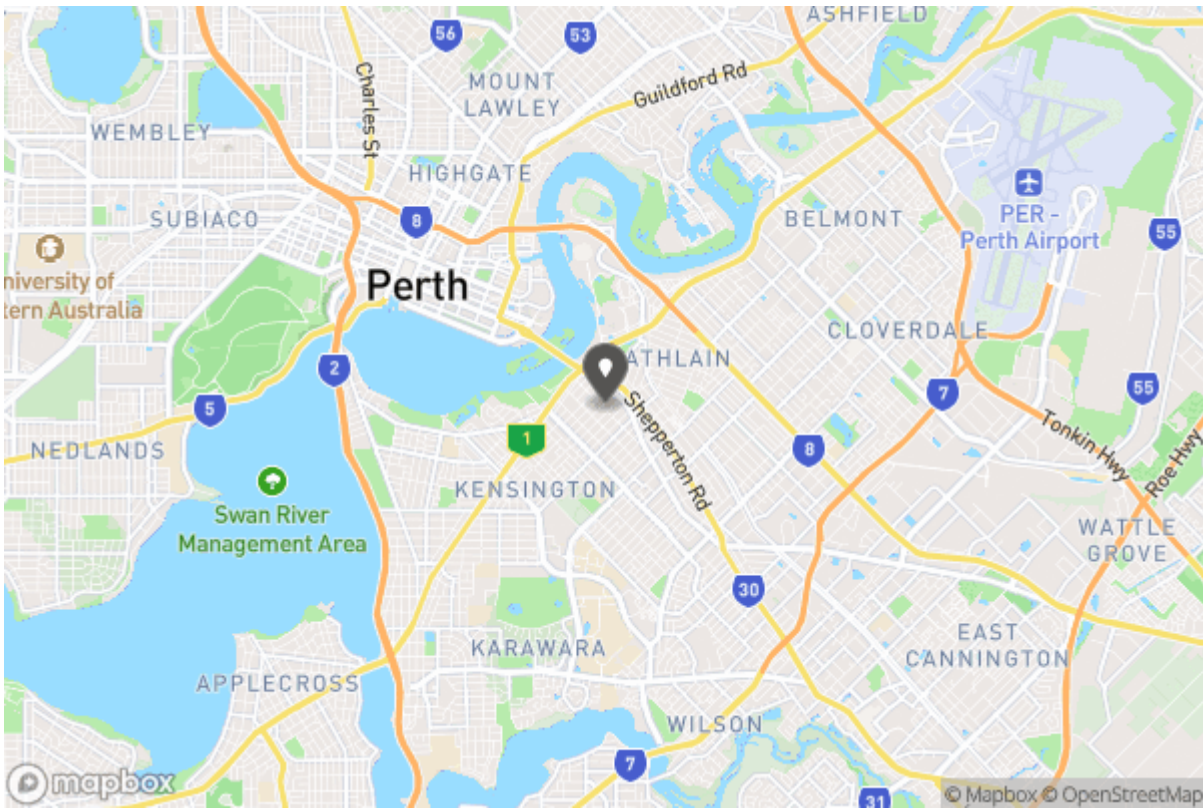 ASHFIELD
56
53
MOUNT
LAWLEY
Guildford Rd
Charles St
WEMBLEY
HIGHGATE
SUBIACO
8
BELMONT
PER -
Perth Airport
55
niversity of
tern Australia
Perth
CLOVERDALE
ATHLAIN
2
7
55
5
Shepperton Rd
Tonkin Hwy
Roe Hwy
NEDLANDS
1
8
KENSINGTON
Swan River
Management Area
WATTLE
GROVE
30
KARAWARA
EAST
CANNINGTON
APPLECROSS
WILSON
7
31
mapbox
© Mapbox © OpenStreetMap